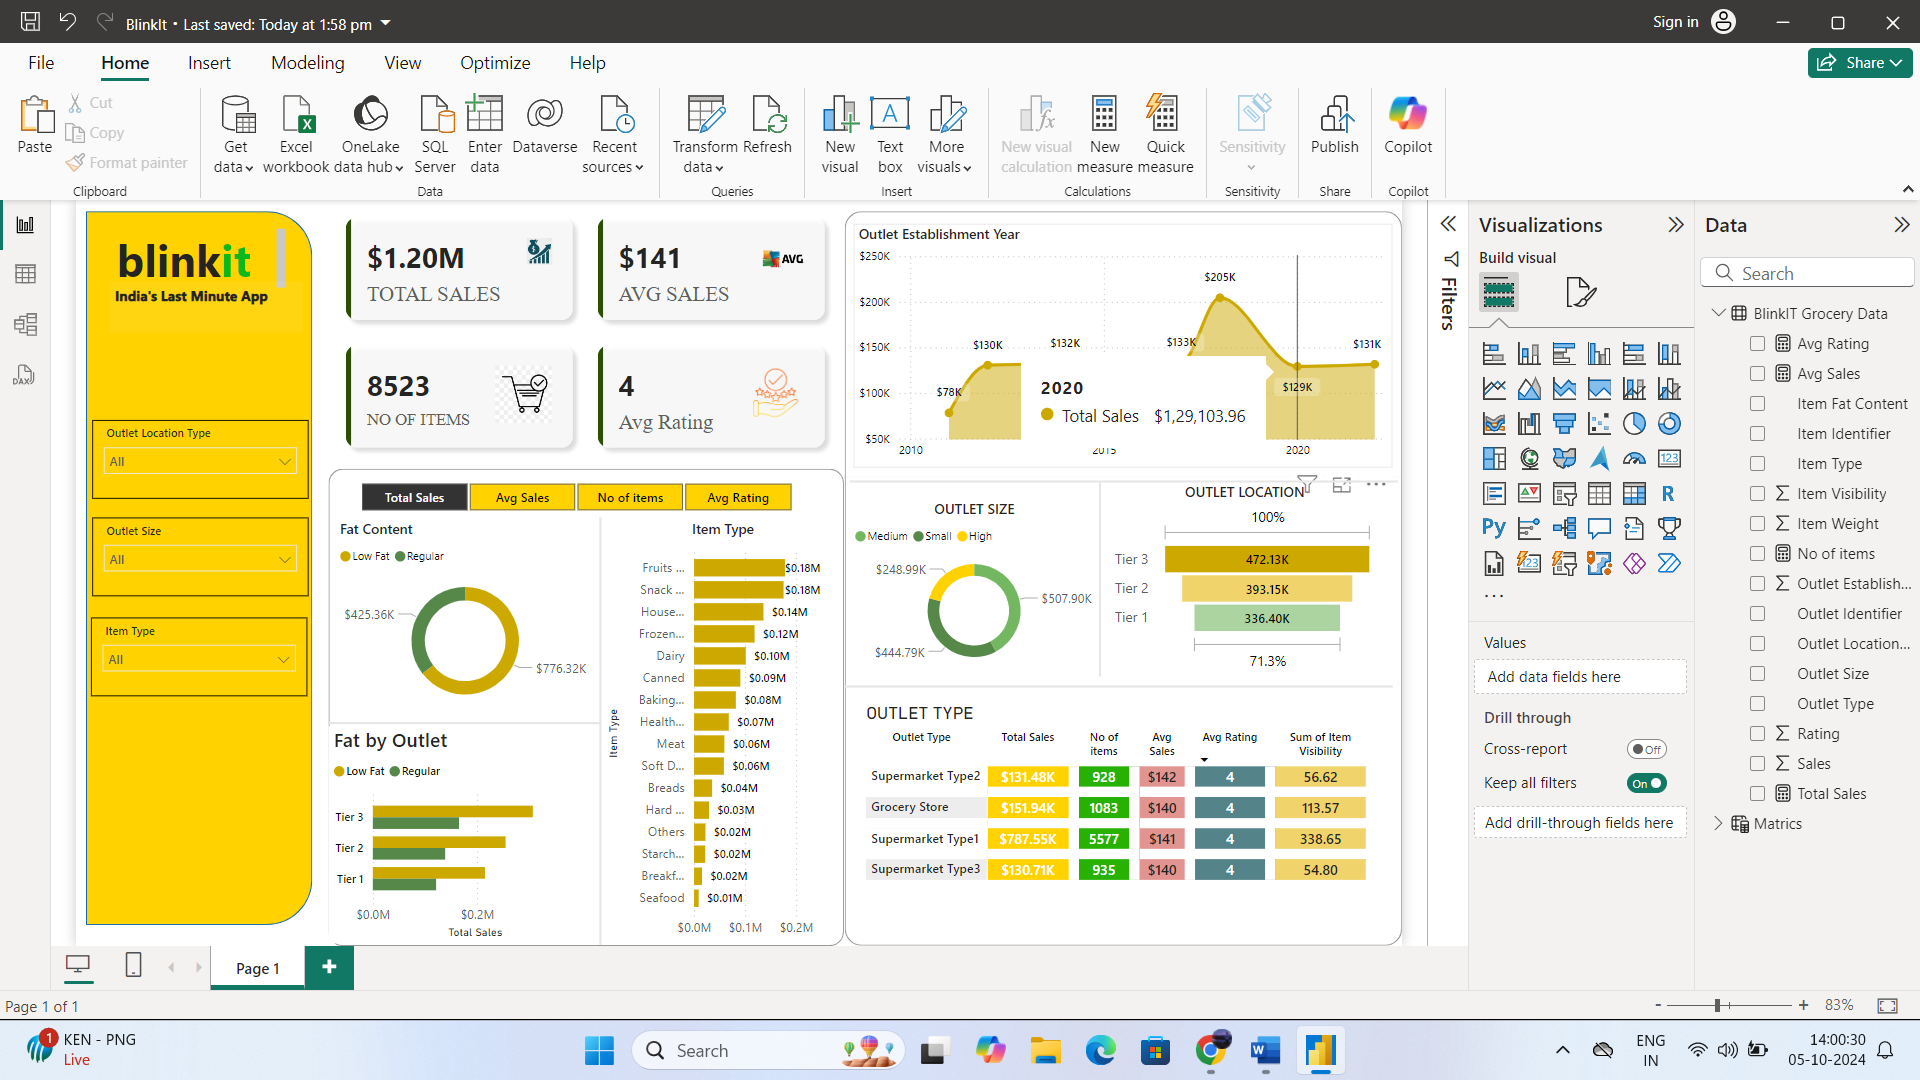 BlinkIt • Last saved: Today at 1:58 pm
Sign in
File Home Insert Modeling View Optimize Help
Share
Paste
Cut
Copy
Format painter
Clipboard
Get data
Excel workbook
OneLake data hub
SQL Server
Enter data
Dataverse
Recent sources
Data
Transform data
Refresh
Queries
New visual
Text box
More visuals
Insert
New visual calculation
New measure
Quick measure
Calculations
Sensitivity
Sensitivity
Publish
Share
Copilot
Copilot
blinkit
India's Last Minute App
Outlet Location Type
All
Outlet Size
All
Item Type
All
$1.20M
TOTAL SALES
$141
AVG SALES
AVG
8523
NO OF ITEMS
4
Avg Rating
Outlet Establishment Year
$250K
$200K
$150K
$100K
$50K
$78K
$130K
$132K
$133K
$205K
$129K
$131K
2010
2015
2020
2020
Total Sales $1,29,103.96
Total Sales
Avg Sales
No of items
Avg Rating
Fat Content
Low Fat Regular
$425.36K
$776.32K
Fat by Outlet
Low Fat Regular
Tier 3
Tier 2
Tier 1
$0.0M $0.2M
Total Sales
Item Type
Item Type
Fruits ... $0.18M
Snack ... $0.18M
House... $0.14M
Frozen... $0.12M
Dairy $0.10M
Canned $0.09M
Baking... $0.08M
Health... $0.07M
Meat $0.06M
Soft D... $0.06M
Breads $0.04M
Hard ... $0.03M
Others $0.02M
Starch... $0.02M
Breakf... $0.02M
Seafood $0.01M
$0.0M $0.1M $0.2M
OUTLET SIZE
Medium Small High
$248.99K
$507.90K
$444.79K
OUTLET LOCATION
100%
Tier 3 472.13K
Tier 2 393.15K
Tier 1 336.40K
71.3%
OUTLET TYPE
Outlet Type Total Sales No of items Avg Sales Avg Rating Sum of Item Visibility
Supermarket Type2 $131.48K 928 $142 4 56.62
Grocery Store $151.94K 1083 $140 4 113.57
Supermarket Type1 $787.55K 5577 $141 4 338.65
Supermarket Type3 $130.71K 935 $140 4 54.80
Filters
Visualizations
Build visual
123
R
Py
123
...
Values
Add data fields here
Drill through
Cross-report Off
Keep all filters On
Add drill-through fields here
Data
Search
BlinkIT Grocery Data
Avg Rating
Avg Sales
Item Fat Content
Item Identifier
Item Type
Item Visibility
Item Weight
No of items
Outlet Establish...
Outlet Identifier
Outlet Location...
Outlet Size
Outlet Type
Rating
Sales
Total Sales
Matrics
Page 1
Page 1 of 1
- + 83%
1
KEN - PNG
Live
Search
ENG
IN
14:00:30
05-10-2024